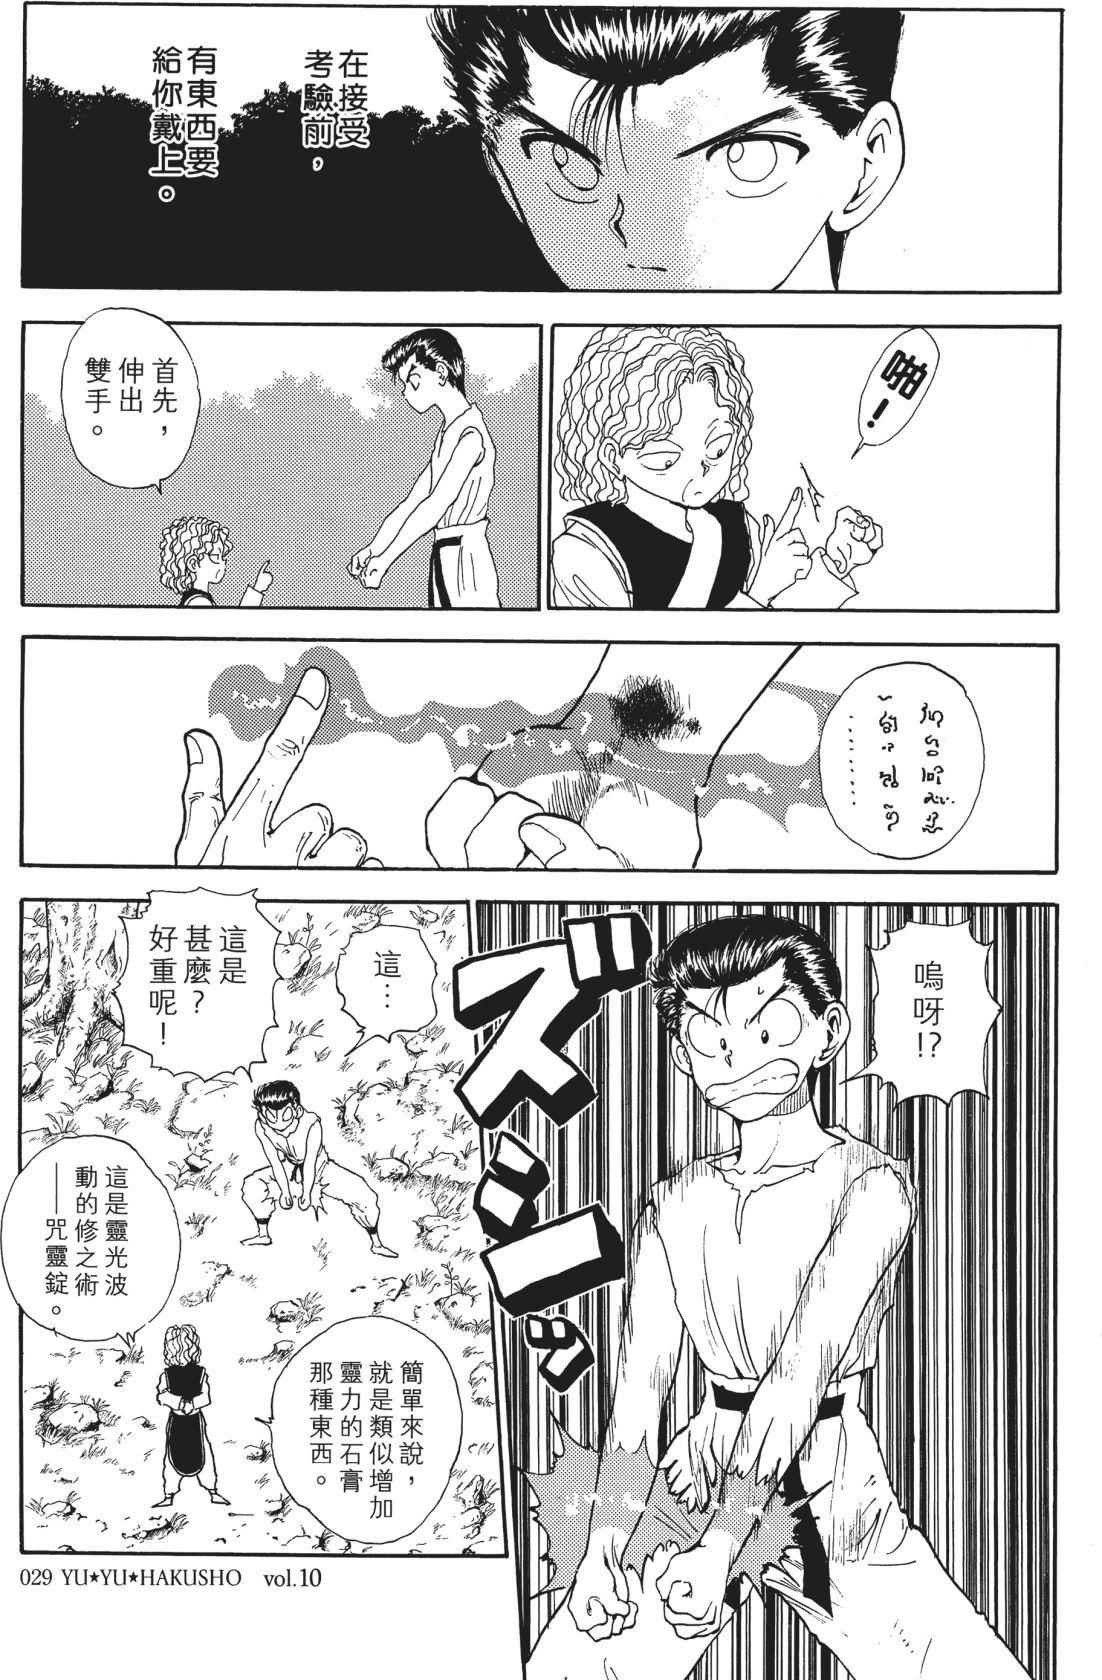 在接受
考驗前，
有東西要
給你戴上。
啪！
首先，
伸出
雙手。
嗚呀!?
ズンッ
這…
這是
甚麼？
好重呢！
這是靈光波
動的修之術
——咒靈錠。
簡單來說，
就是類似增加
靈力的石膏
那種東西。
029 YU★YU★HAKUSHO vol.10